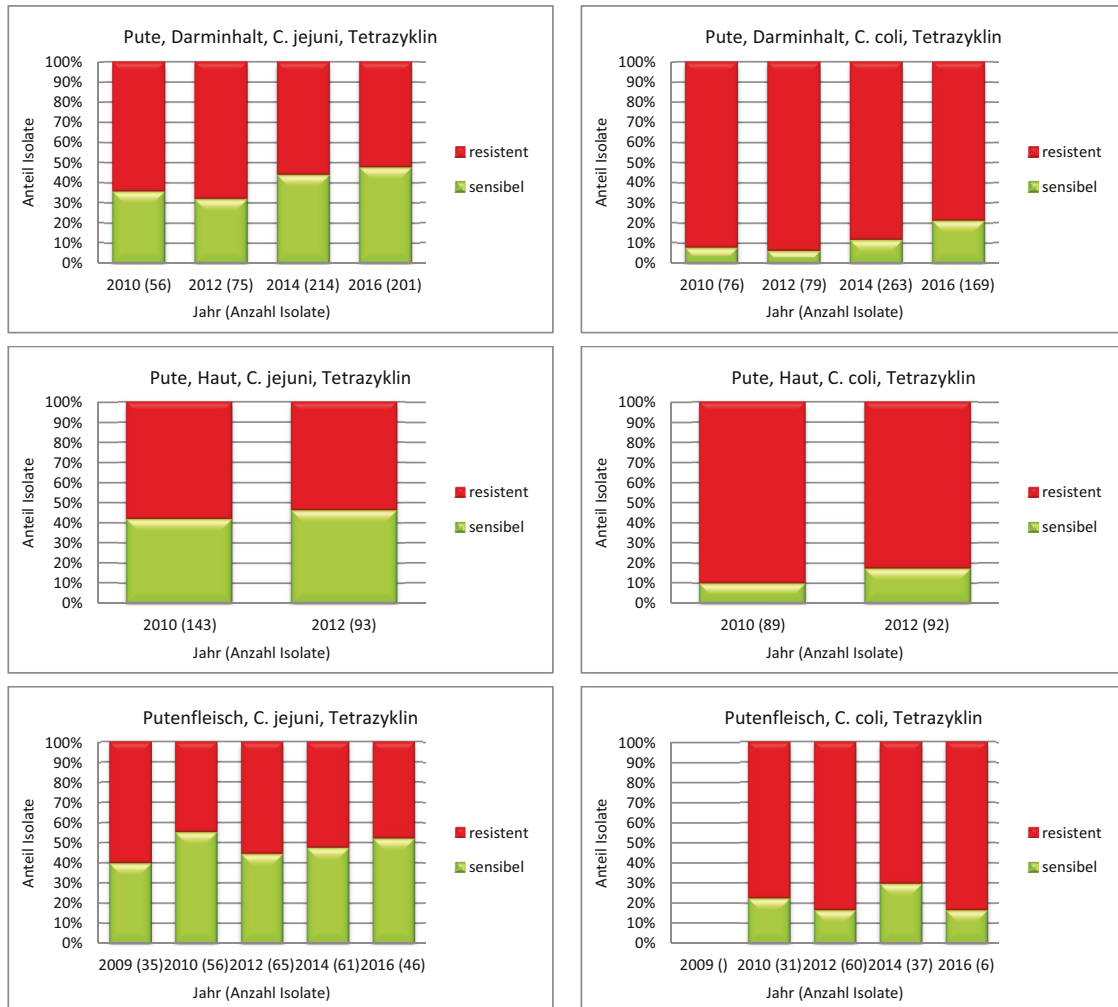 Pute, Darminhalt, C. jejuni, Tetrazyklin
100%
90%
80%
70%
60%
50%
40%
30%
20%
10%
0%
Anteil Isolate
resistent
sensibel
2010 (56) 2012 (75) 2014 (214) 2016 (201)
Jahr (Anzahl Isolate)
Pute, Darminhalt, C. coli, Tetrazyklin
100%
90%
80%
70%
60%
50%
40%
30%
20%
10%
0%
Anteil Isolate
resistent
sensibel
2010 (76) 2012 (79) 2014 (263) 2016 (169)
Jahr (Anzahl Isolate)
Pute, Haut, C. jejuni, Tetrazyklin
100%
90%
80%
70%
60%
50%
40%
30%
20%
10%
0%
Anteil Isolate
resistent
sensibel
2010 (143) 2012 (93)
Jahr (Anzahl Isolate)
Pute, Haut, C. coli, Tetrazyklin
100%
90%
80%
70%
60%
50%
40%
30%
20%
10%
0%
Anteil Isolate
resistent
sensibel
2010 (89) 2012 (92)
Jahr (Anzahl Isolate)
Putenfleisch, C. jejuni, Tetrazyklin
100%
90%
80%
70%
60%
50%
40%
30%
20%
10%
0%
Anteil Isolate
resistent
sensibel
2009 (35) 2010 (56) 2012 (65) 2014 (61) 2016 (46)
Jahr (Anzahl Isolate)
Putenfleisch, C. coli, Tetrazyklin
100%
90%
80%
70%
60%
50%
40%
30%
20%
10%
0%
Anteil Isolate
resistent
sensibel
2009 () 2010 (31) 2012 (60) 2014 (37) 2016 (6)
Jahr (Anzahl Isolate)